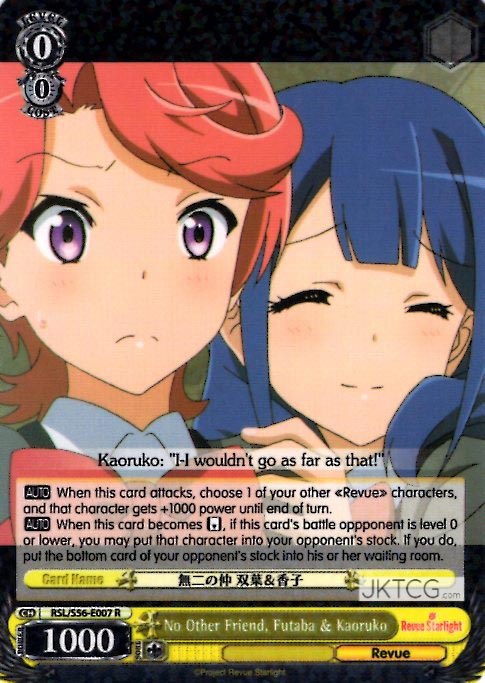 LEVEL
0
0
COST
Kaoruko: "I-I wouldn't go as far as that!"
AUTO When this card attacks, choose 1 of your other «Revue» characters,
and that character gets +1000 power until end of turn.
AUTO When this card becomes , if this card's battle oppponent is level 0
or lower, you may put that character into your opponent's stock. If you do,
put the bottom card of your opponent's stock into his or her waiting room.
Card Name 無二の仲 双葉&香子
JKTCG.com
CH RSL/S56-E007 R
No Other Friend, Futaba & Kaoruko
Revue Starlight
POWER 1000 SOUL
Revue
©Project Revue Starlight